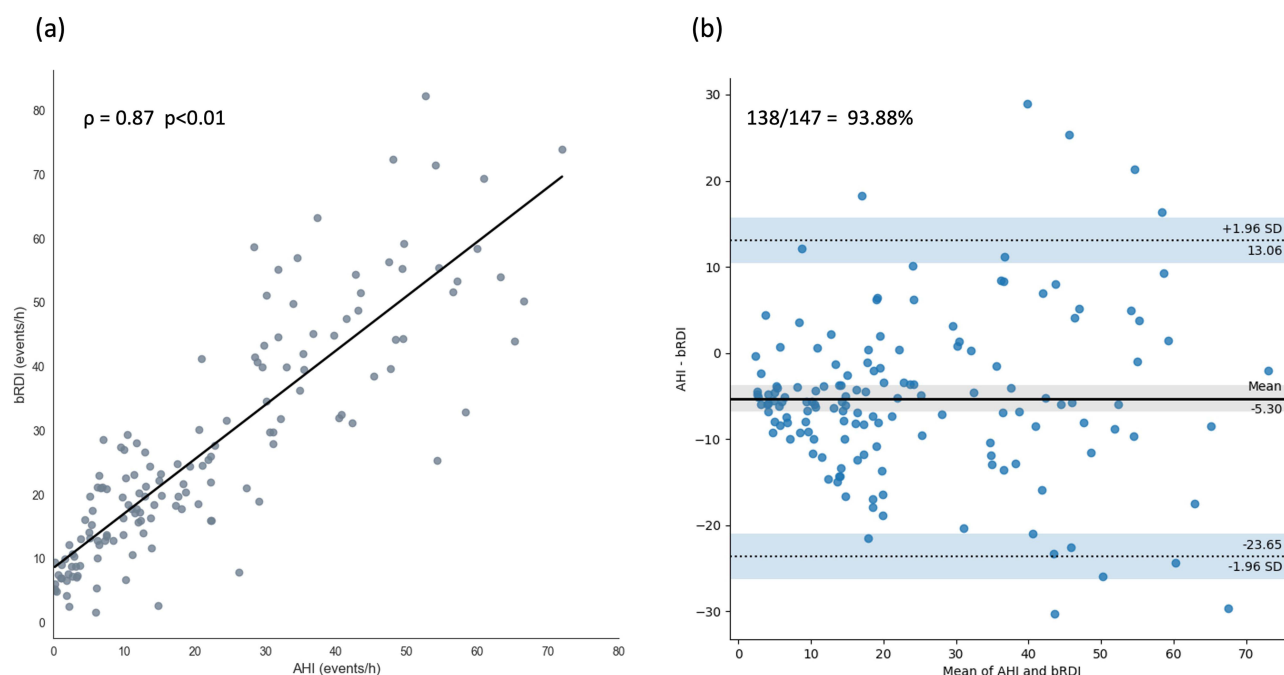 (a)
ρ = 0.87  p<0.01
bRDI (events/h)
80
70
60
50
40
30
20
10
0
0 10 20 30 40 50 60 70 80
AHI (events/h)
(b)
138/147 =  93.88%
AHI - bRDI
30
20
10
0
−10
−20
−30
+1.96 SD
13.06
Mean
-5.30
-23.65
-1.96 SD
0 10 20 30 40 50 60 70
Mean of AHI and bRDI